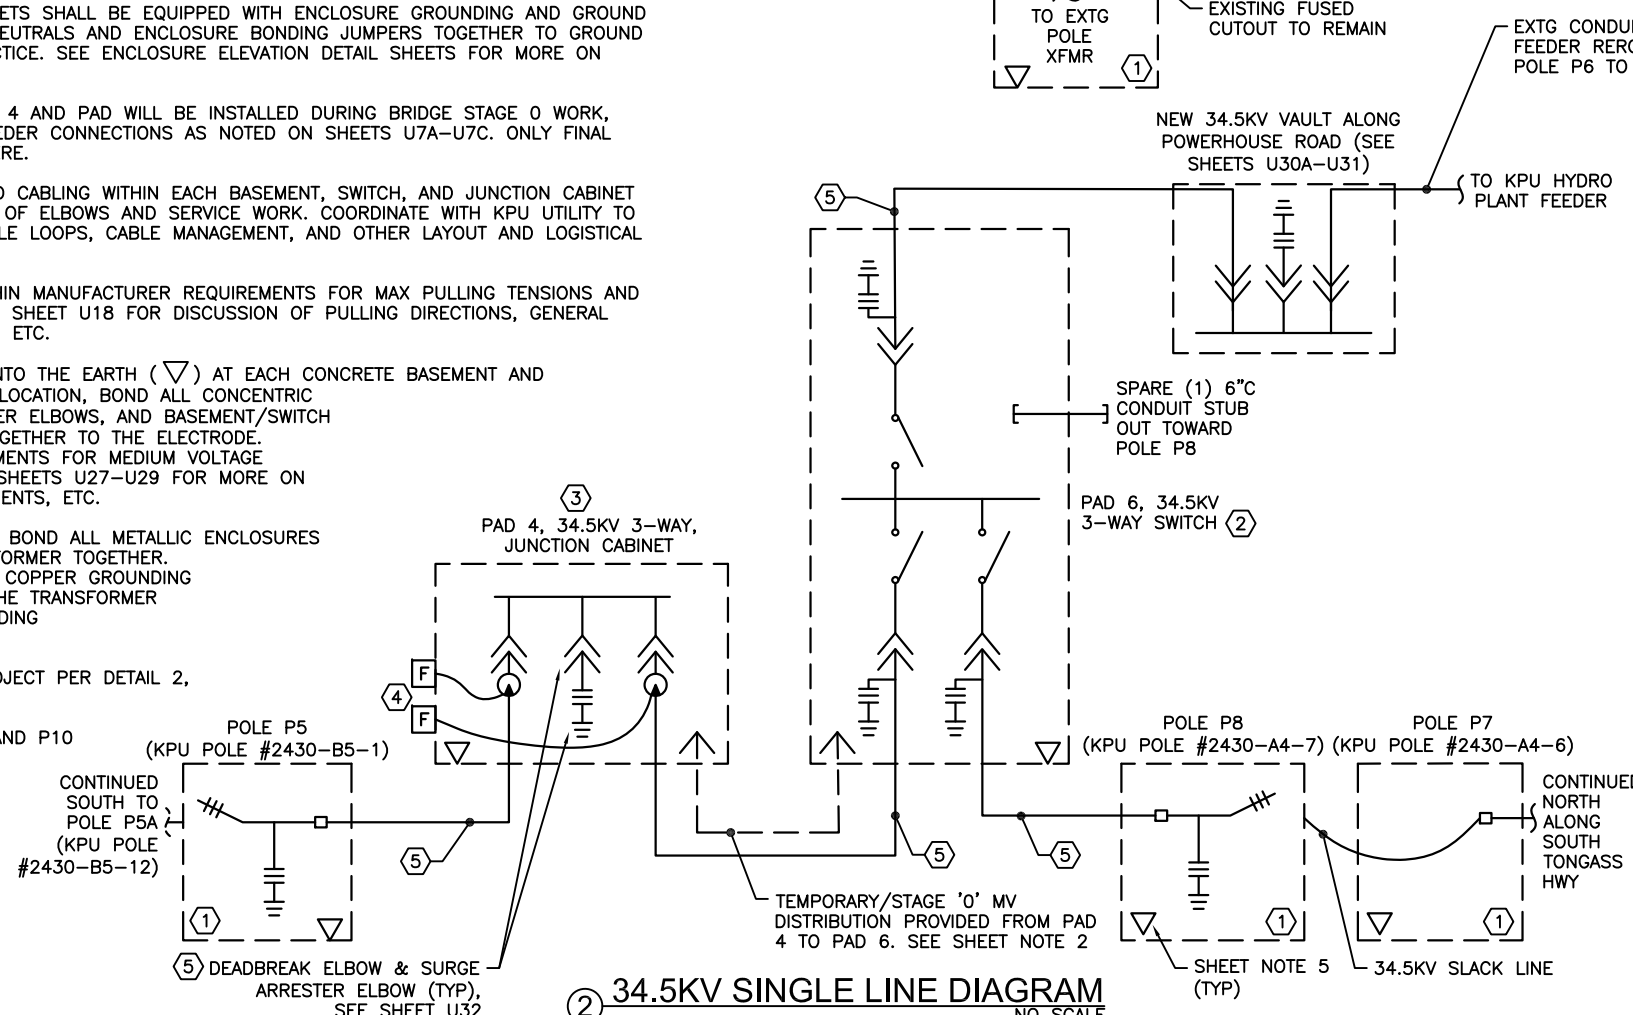 ETS SHALL BE EQUIPPED WITH ENCLOSURE GROUNDING AND GROUND
EUTRALS AND ENCLOSURE BONDING JUMPERS TOGETHER TO GROUND
CTICE. SEE ENCLOSURE ELEVATION DETAIL SHEETS FOR MORE ON
4 AND PAD WILL BE INSTALLED DURING BRIDGE STAGE 0 WORK,
EDER CONNECTIONS AS NOTED ON SHEETS U7A-U7C. ONLY FINAL
RE.
D CABLING WITHIN EACH BASEMENT, SWITCH, AND JUNCTION CABINET
OF ELBOWS AND SERVICE WORK. COORDINATE WITH KPU UTILITY TO
LE LOOPS, CABLE MANAGEMENT, AND OTHER LAYOUT AND LOGISTICAL
HIN MANUFACTURER REQUIREMENTS FOR MAX PULLING TENSIONS AND
SHEET U18 FOR DISCUSSION OF PULLING DIRECTIONS, GENERAL
ETC.
NTO THE EARTH (▽) AT EACH CONCRETE BASEMENT AND
LOCATION, BOND ALL CONCENTRIC
ER ELBOWS, AND BASEMENT/SWITCH
GETHER TO THE ELECTRODE.
MENTS FOR MEDIUM VOLTAGE
SHEETS U27-U29 FOR MORE ON
ENTS, ETC.
BOND ALL METALLIC ENCLOSURES
FORMER TOGETHER.
COPPER GROUNDING
HE TRANSFORMER
DING
OJECT PER DETAIL 2,
AND P10
TO EXTG
POLE
XFMR
1
EXISTING FUSED
CUTOUT TO REMAIN
EXTG CONDU
FEEDER RERO
POLE P6 TO
NEW 34.5KV VAULT ALONG
POWERHOUSE ROAD (SEE
SHEETS U30A-U31)
TO KPU HYDRO
PLANT FEEDER
5
SPARE (1) 6"C
CONDUIT STUB
OUT TOWARD
POLE P8
PAD 6, 34.5KV
3-WAY SWITCH 2
3
PAD 4, 34.5KV 3-WAY,
JUNCTION CABINET
F
4
F
POLE P5
(KPU POLE #2430-B5-1)
CONTINUED
SOUTH TO
POLE P5A
(KPU POLE
#2430-B5-12)
1
5
5
5
POLE P8
(KPU POLE #2430-A4-7)
POLE P7
(KPU POLE #2430-A4-6)
CONTINUED
NORTH
ALONG
SOUTH
TONGASS
HWY
1
1
TEMPORARY/STAGE '0' MV
DISTRIBUTION PROVIDED FROM PAD
4 TO PAD 6. SEE SHEET NOTE 2
5 DEADBREAK ELBOW & SURGE
ARRESTER ELBOW (TYP),
SEE SHEET U32
SHEET NOTE 5
(TYP)
34.5KV SLACK LINE
2 34.5KV SINGLE LINE DIAGRAM
NO SCALE